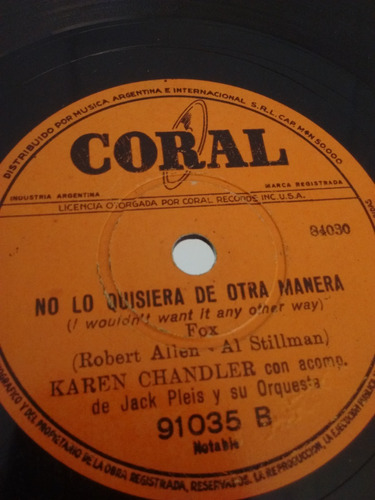 DISTRIBUIDO POR MUSICA ARGENTINA E INTERNACIONAL S.R.L. CAP. M$N 50.000
CORAL
INDUSTRIA ARGENTINA
MARCA REGISTRADA
LICENCIA OTORGADA POR CORAL RECORDS INC. U.S.A.
84030
NO LO QUISIERA DE OTRA MANERA
(I wouldn't want it any other way)
Fox
(Robert Allen - Al Stillman)
KAREN CHANDLER con acomp.
de Jack Pleis y su Orquesta
91035 B
Notable
Y DEL PROPIETARIO DE LA OBRA REGISTRADA, RESERVADOS. LA REPRODUCCION, LA EJECUCION